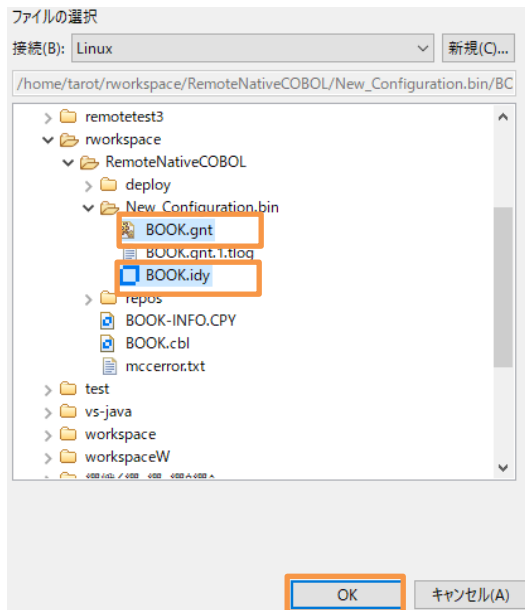 ファイルの選択
接続(B): Linux 新規(C)...
/home/tarot/rworkspace/RemoteNativeCOBOL/New_Configuration.bin/BC
remotetest3
rworkspace
RemoteNativeCOBOL
deploy
New_Configuration.bin
BOOK.gnt
BOOK.gnt.1.tlog
BOOK.idy
repos
BOOK-INFO.CPY
BOOK.cbl
mccerror.txt
test
vs-java
workspace
workspaceW
OK キャンセル(A)